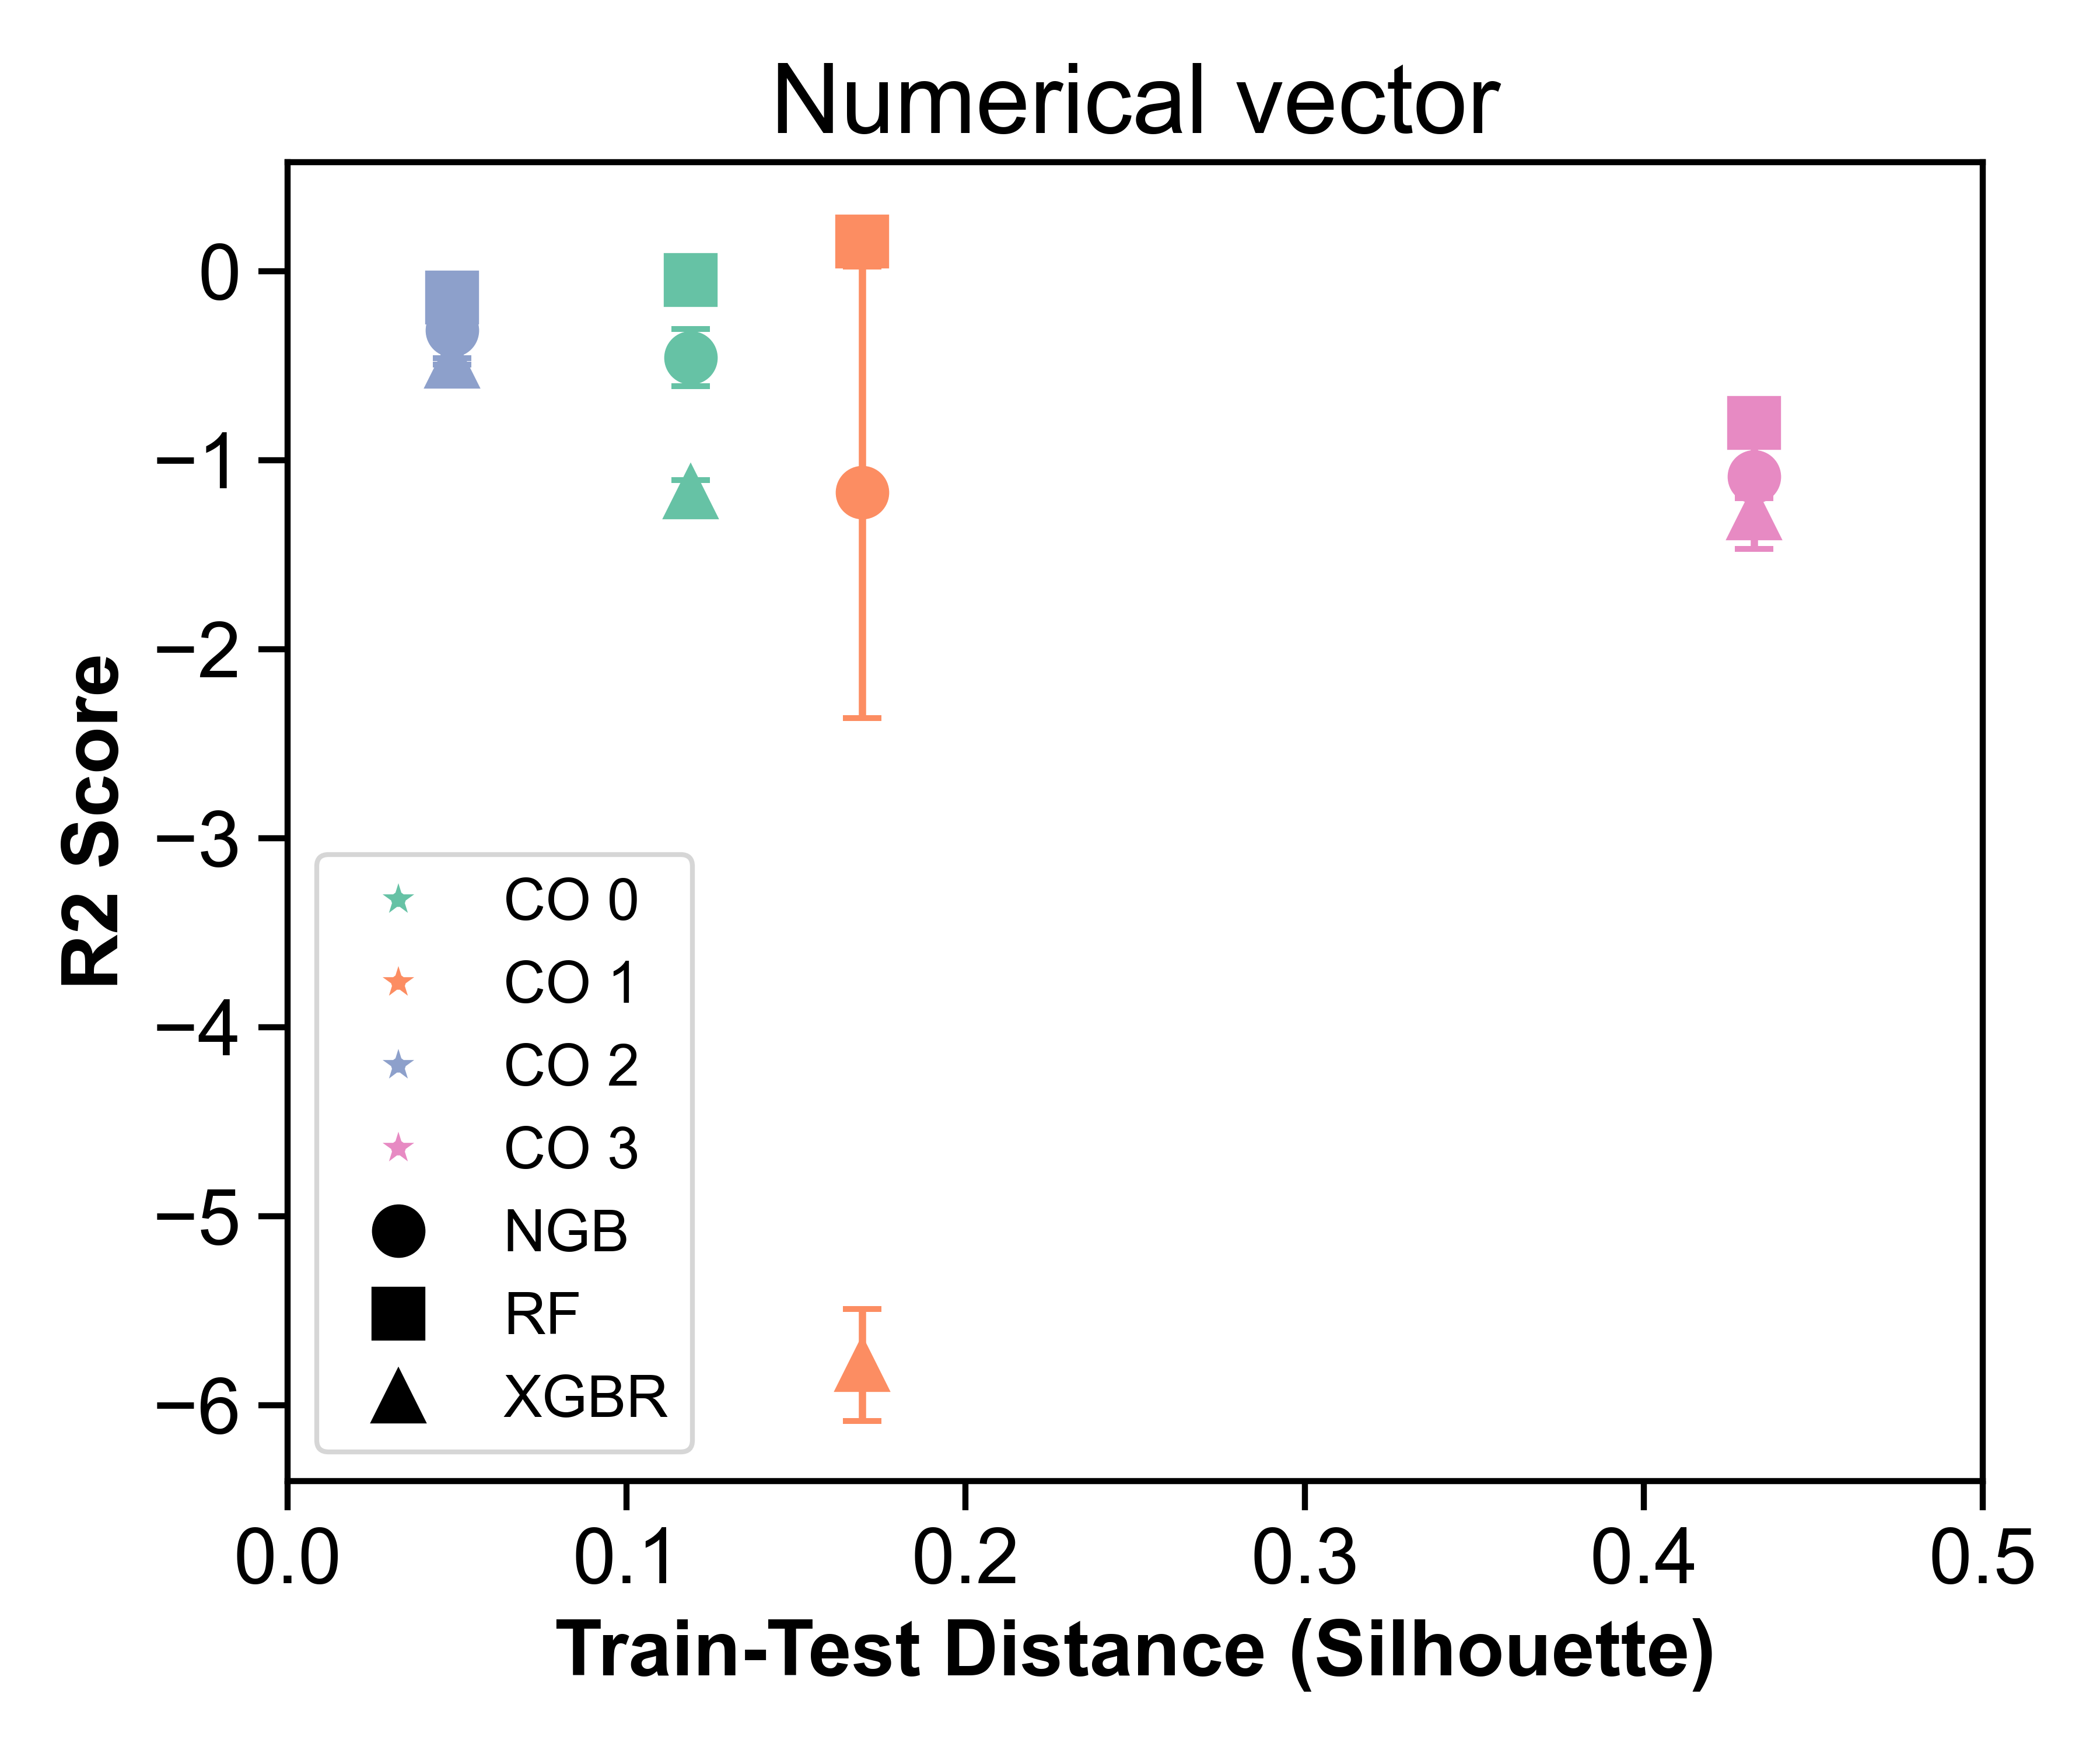 Numerical vector
R2 Score
0
−1
−2
−3
−4
−5
−6
CO 0
CO 1
CO 2
CO 3
NGB
RF
XGBR
0.0 0.1 0.2 0.3 0.4 0.5
Train-Test Distance (Silhouette)